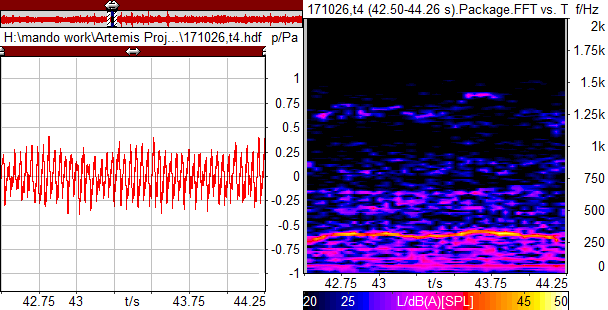 H:\mando work\Artemis Proj...\171026,t4.hdf p/Pa
1
0.75
0.5
0.25
0
-0.25
-0.5
-0.75
-1
42.75 43 t/s 43.75 44.25
171026,t4 (42.50-44.26 s).Package.FFT vs. T f/Hz
2k
1.75k
1.5k
1.25k
1k
750
500
250
0
42.75 43 t/s 43.75 44.25
20 25 L/dB(A)[SPL] 45 50